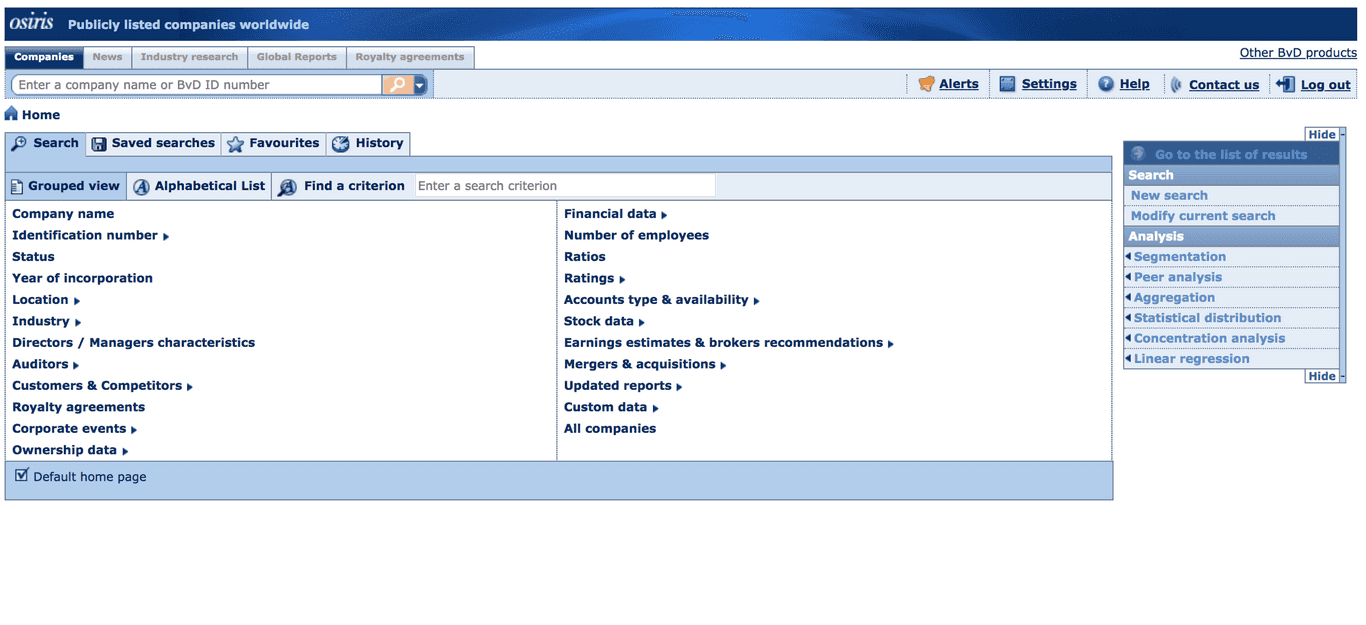 osiris Publicly listed companies worldwide
Companies News Industry research Global Reports Royalty agreements
Other BvD products
Enter a company name or BvD ID number
Alerts Settings Help Contact us Log out
Home
Search Saved searches Favourites History
Grouped view Alphabetical List Find a criterion Enter a search criterion
Company name
Identification number
Status
Year of incorporation
Location
Industry
Directors / Managers characteristics
Auditors
Customers & Competitors
Royalty agreements
Corporate events
Ownership data
Financial data
Number of employees
Ratios
Ratings
Accounts type & availability
Stock data
Earnings estimates & brokers recommendations
Mergers & acquisitions
Updated reports
Custom data
All companies
Default home page
Hide -
Go to the list of results
Search
New search
Modify current search
Analysis
Segmentation
Peer analysis
Aggregation
Statistical distribution
Concentration analysis
Linear regression
Hide -